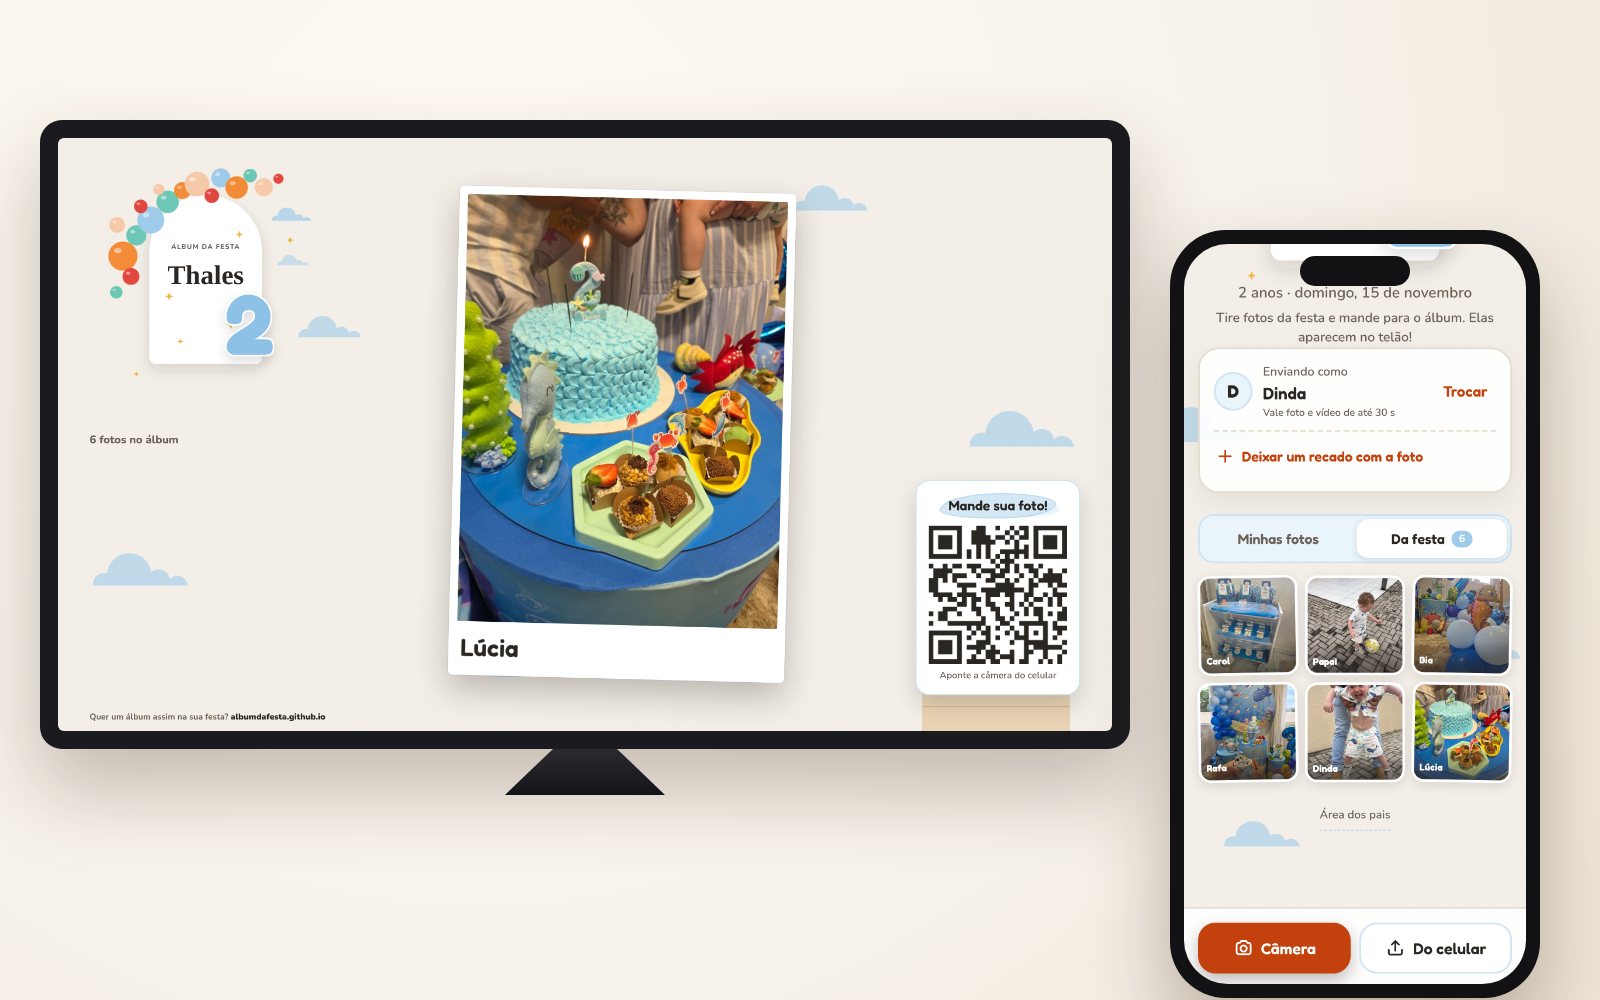 ÁLBUM DA FESTA
Thales
2
6 fotos no álbum
Quer um álbum assim na sua festa? albumdafesta.github.io
Lúcia
Mande sua foto!
Aponte a câmera do celular
2 anos · domingo, 15 de novembro
Tire fotos da festa e mande para o álbum. Elas
aparecem no telão!
D
Enviando como
Dinda
Vale foto e vídeo de até 30 s
Trocar
Deixar um recado com a foto
Minhas fotos
Da festa 6
Carol
Papai
Bia
Rafa
Dinda
Lúcia
Área dos pais
Câmera
Do celular